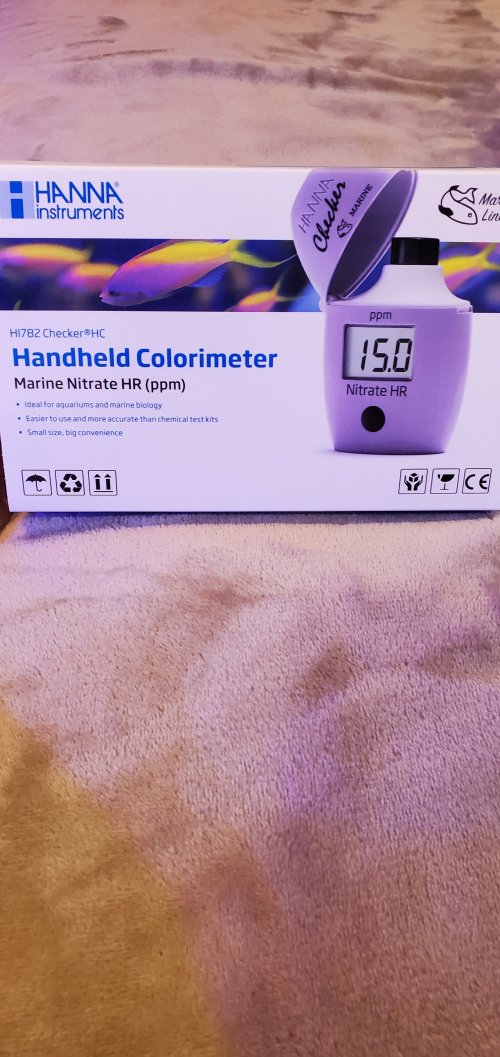 HANNA®
instruments
HANNA
Checker
MARINE
HI782 Checker®HC
Handheld Colorimeter
Marine Nitrate HR (ppm)
• Ideal for aquariums and marine biology
• Easier to use and more accurate than chemical test kits
• Small size, big convenience
ppm
15.0
Nitrate HR
CE